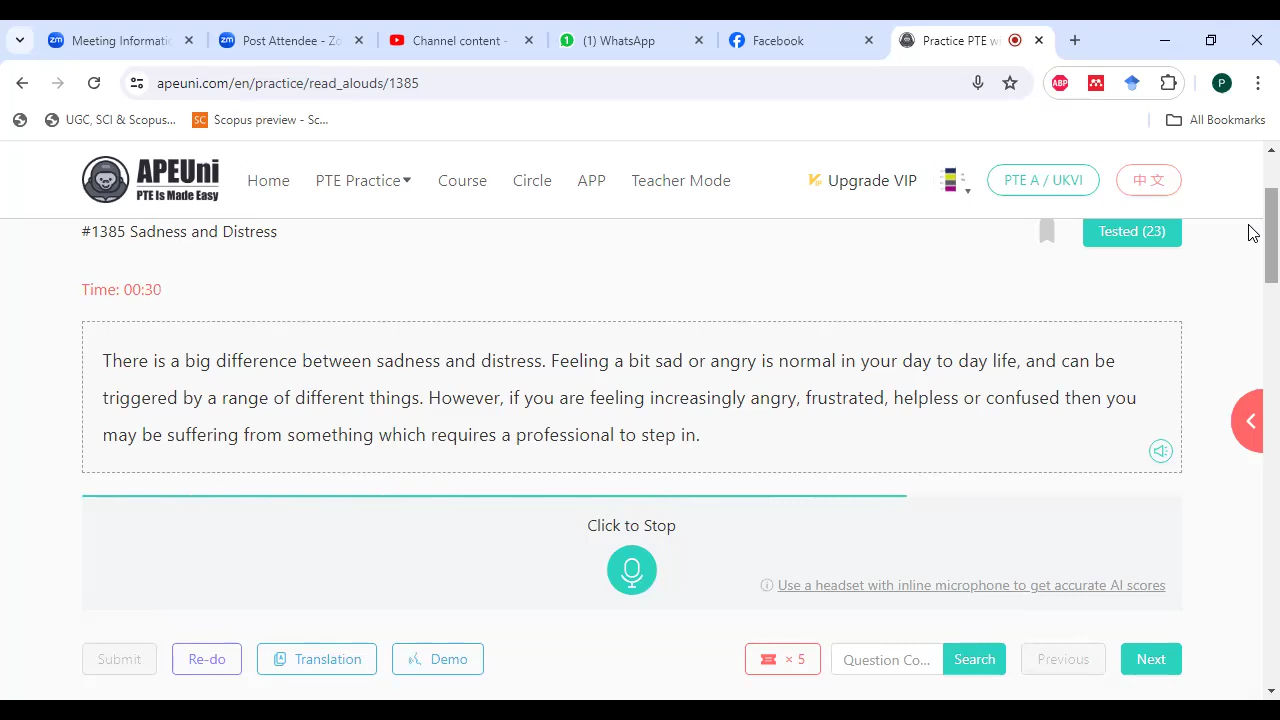 Meeting Informatic
Post Attendee - Zo
Channel content -
(1) WhatsApp
Facebook
Practice PTE wi
apeuni.com/en/practice/read_alouds/1385
ABP
P
UGC, SCI & Scopus...
SC
Scopus preview - Sc...
All Bookmarks
APEUni
PTE Is Made Easy
Home
PTE Practice
Course
Circle
APP
Teacher Mode
Upgrade VIP
PTE A / UKVI
中文
#1385 Sadness and Distress
Tested (23)
Time: 00:30
There is a big difference between sadness and distress. Feeling a bit sad or angry is normal in your day to day life, and can be
triggered by a range of different things. However, if you are feeling increasingly angry, frustrated, helpless or confused then you
may be suffering from something which requires a professional to step in.
Click to Stop
Use a headset with inline microphone to get accurate AI scores
Submit
Re-do
Translation
Demo
× 5
Question Co...
Search
Previous
Next